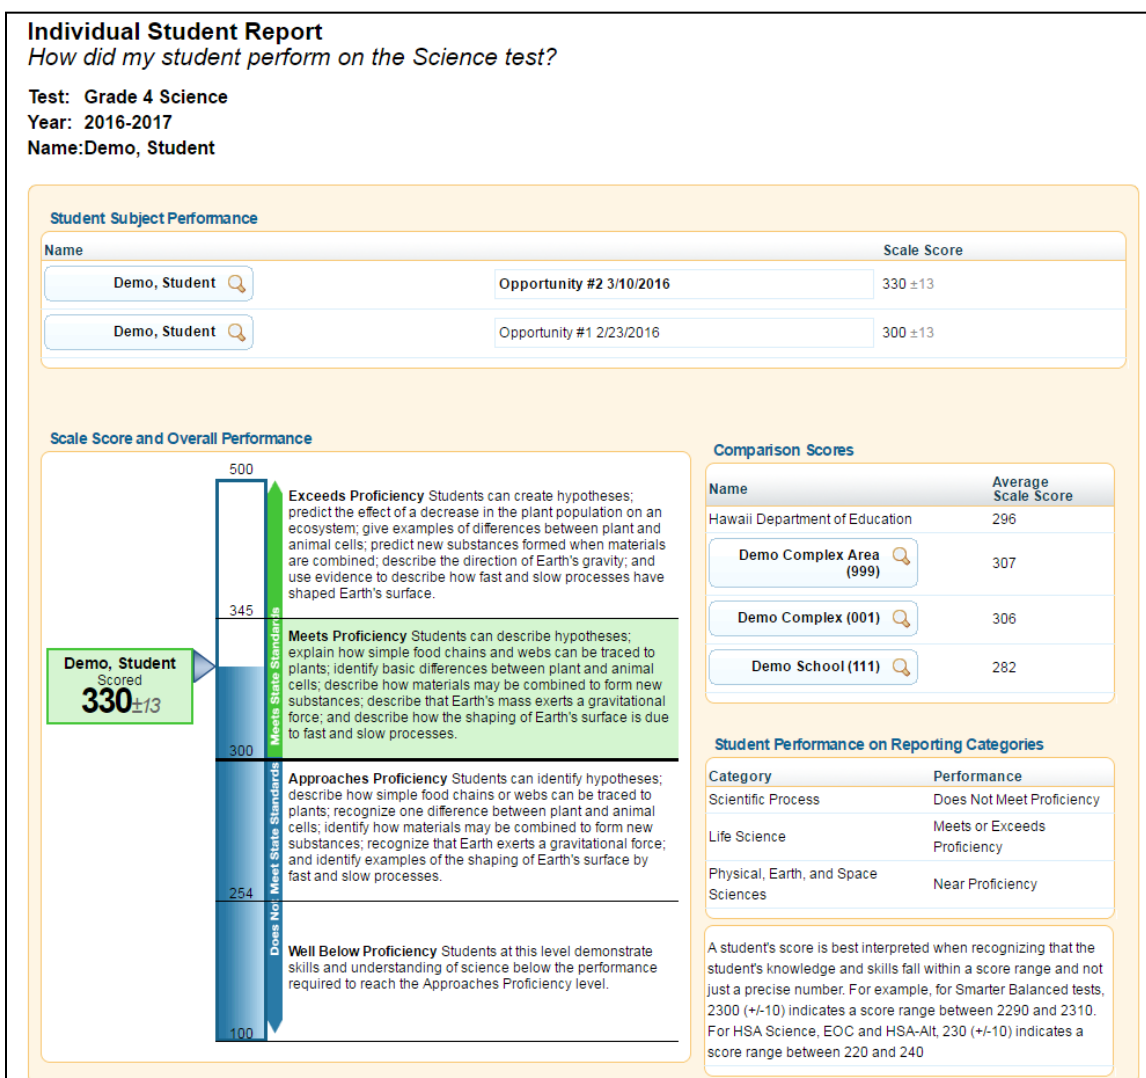 Individual Student Report
How did my student perform on the Science test?
Test: Grade 4 Science
Year: 2016-2017
Name:Demo, Student
Student Subject Performance
Name Scale Score
Demo, Student Opportunity #2 3/10/2016 330 ±13
Demo, Student Opportunity #1 2/23/2016 300 ±13
Scale Score and Overall Performance
500
Exceeds Proficiency Students can create hypotheses;
predict the effect of a decrease in the plant population on an
ecosystem; give examples of differences between plant and
animal cells; predict new substances formed when materials
are combined; describe the direction of Earth's gravity; and
use evidence to describe how fast and slow processes have
shaped Earth's surface.
345
Meets State Standards
Meets Proficiency Students can describe hypotheses;
explain how simple food chains and webs can be traced to
plants; identify basic differences between plant and animal
cells; describe how materials may be combined to form new
substances; describe that Earth's mass exerts a gravitational
force; and describe how the shaping of Earth's surface is due
to fast and slow processes.
Demo, Student
Scored
330±13
300
Does Not Meet State Standards
Approaches Proficiency Students can identify hypotheses;
describe how simple food chains or webs can be traced to
plants; recognize one difference between plant and animal
cells; identify how materials may be combined to form new
substances; recognize that Earth exerts a gravitational force;
and identify examples of the shaping of Earth's surface by
fast and slow processes.
254
Well Below Proficiency Students at this level demonstrate
skills and understanding of science below the performance
required to reach the Approaches Proficiency level.
100
Comparison Scores
Name Average
Scale Score
Hawaii Department of Education 296
Demo Complex Area
(999) 307
Demo Complex (001) 306
Demo School (111) 282
Student Performance on Reporting Categories
Category Performance
Scientific Process Does Not Meet Proficiency
Life Science Meets or Exceeds
Proficiency
Physical, Earth, and Space
Sciences Near Proficiency
A student's score is best interpreted when recognizing that the
student's knowledge and skills fall within a score range and not
just a precise number. For example, for Smarter Balanced tests,
2300 (+/-10) indicates a score range between 2290 and 2310.
For HSA Science, EOC and HSA-Alt, 230 (+/-10) indicates a
score range between 220 and 240